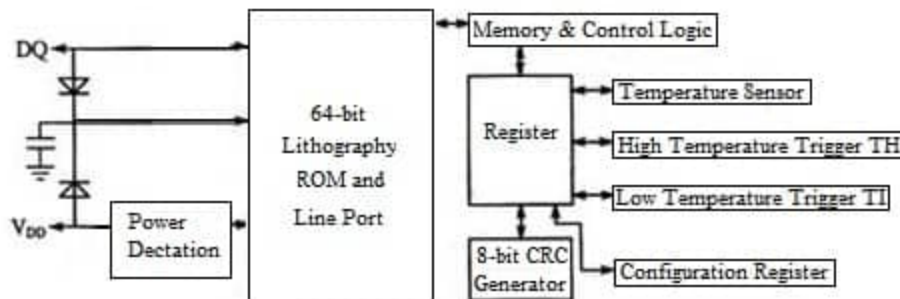 DQ
V_DD
Power
Dectation
64-bit
Lithography
ROM and
Line Port
Memory & Control Logic
Register
Temperature Sensor
High Temperature Trigger TH
Low Temperature Trigger TI
8-bit CRC
Generator
Configuration Register